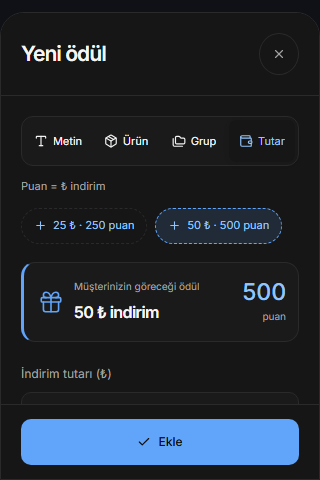 Yeni ödül
Metin Ürün Grup Tutar
Puan = ₺ indirim
25 ₺ · 250 puan 50 ₺ · 500 puan
Müşterinizin göreceği ödül
50 ₺ indirim
500
puan
İndirim tutarı (₺)
Ekle